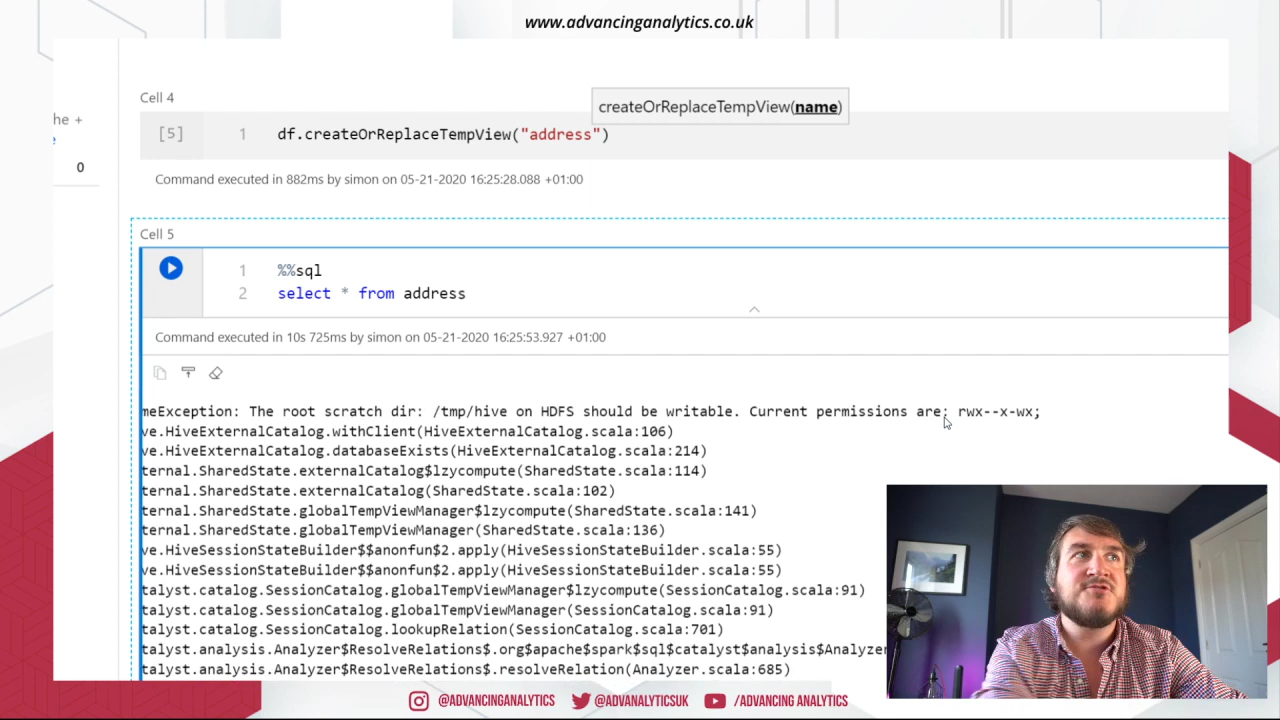 www.advancinganalytics.co.uk
Cell 4
createOrReplaceTempView(name)
he +
[5] 1 df.createOrReplaceTempView("address")
0
Command executed in 882ms by simon on 05-21-2020 16:25:28.088 +01:00
Cell 5
1 %%sql
2 select * from address
Command executed in 10s 725ms by simon on 05-21-2020 16:25:53.927 +01:00
meException: The root scratch dir: /tmp/hive on HDFS should be writable. Current permissions are: rwx--x-wx;
ve.HiveExternalCatalog.withClient(HiveExternalCatalog.scala:106)
ve.HiveExternalCatalog.databaseExists(HiveExternalCatalog.scala:214)
ternal.SharedState.externalCatalog$lzycompute(SharedState.scala:114)
ternal.SharedState.externalCatalog(SharedState.scala:102)
ternal.SharedState.globalTempViewManager$lzycompute(SharedState.scala:141)
ternal.SharedState.globalTempViewManager(SharedState.scala:136)
ve.HiveSessionStateBuilder$$anonfun$2.apply(HiveSessionStateBuilder.scala:55)
ve.HiveSessionStateBuilder$$anonfun$2.apply(HiveSessionStateBuilder.scala:55)
talyst.catalog.SessionCatalog.globalTempViewManager$lzycompute(SessionCatalog.scala:91)
talyst.catalog.SessionCatalog.globalTempViewManager(SessionCatalog.scala:91)
talyst.catalog.SessionCatalog.lookupRelation(SessionCatalog.scala:701)
talyst.analysis.Analyzer$ResolveRelations$.org$apache$spark$sql$catalyst$analysis$Analyzer
talyst.analysis.Analyzer$ResolveRelations$.resolveRelation(Analyzer.scala:685)
@ADVANCINGANALYTICS @ADVANALYTICSUK /ADVANCING ANALYTICS